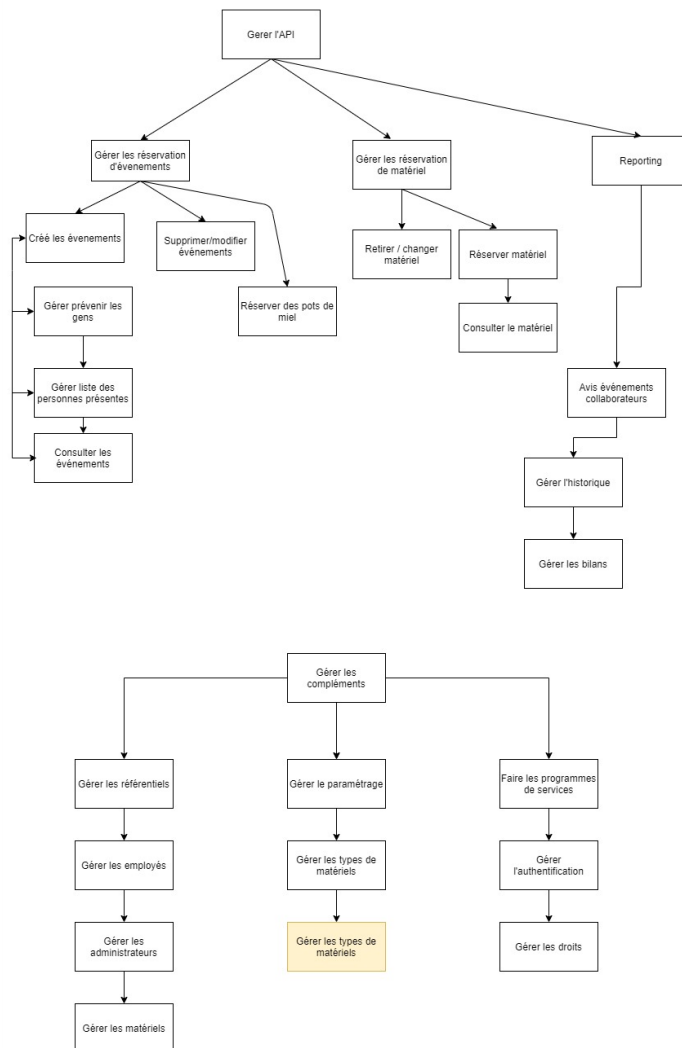 Gerer l'API
Gérer les réservation
d'évenements
Gérer les réservation
de matériel
Reporting
Créé les évenements
Supprimer/modifier
événements
Retirer / changer
matériel
Réserver matériel
Gérer prévenir les
gens
Réserver des pots de
miel
Consulter le matériel
Gérer liste des
personnes présentes
Avis évènements
collaborateurs
Consulter les
événements
Gérer l'historique
Gérer les bilans
Gérer les
compléments
Gérer les référentiels
Gérer le paramétrage
Faire les programmes
de services
Gérer les employés
Gérer les types de
matériels
Gérer
l'authentification
Gérer les
administrateurs
Gérer les types de
matériels
Gérer les droits
Gérer les matériels